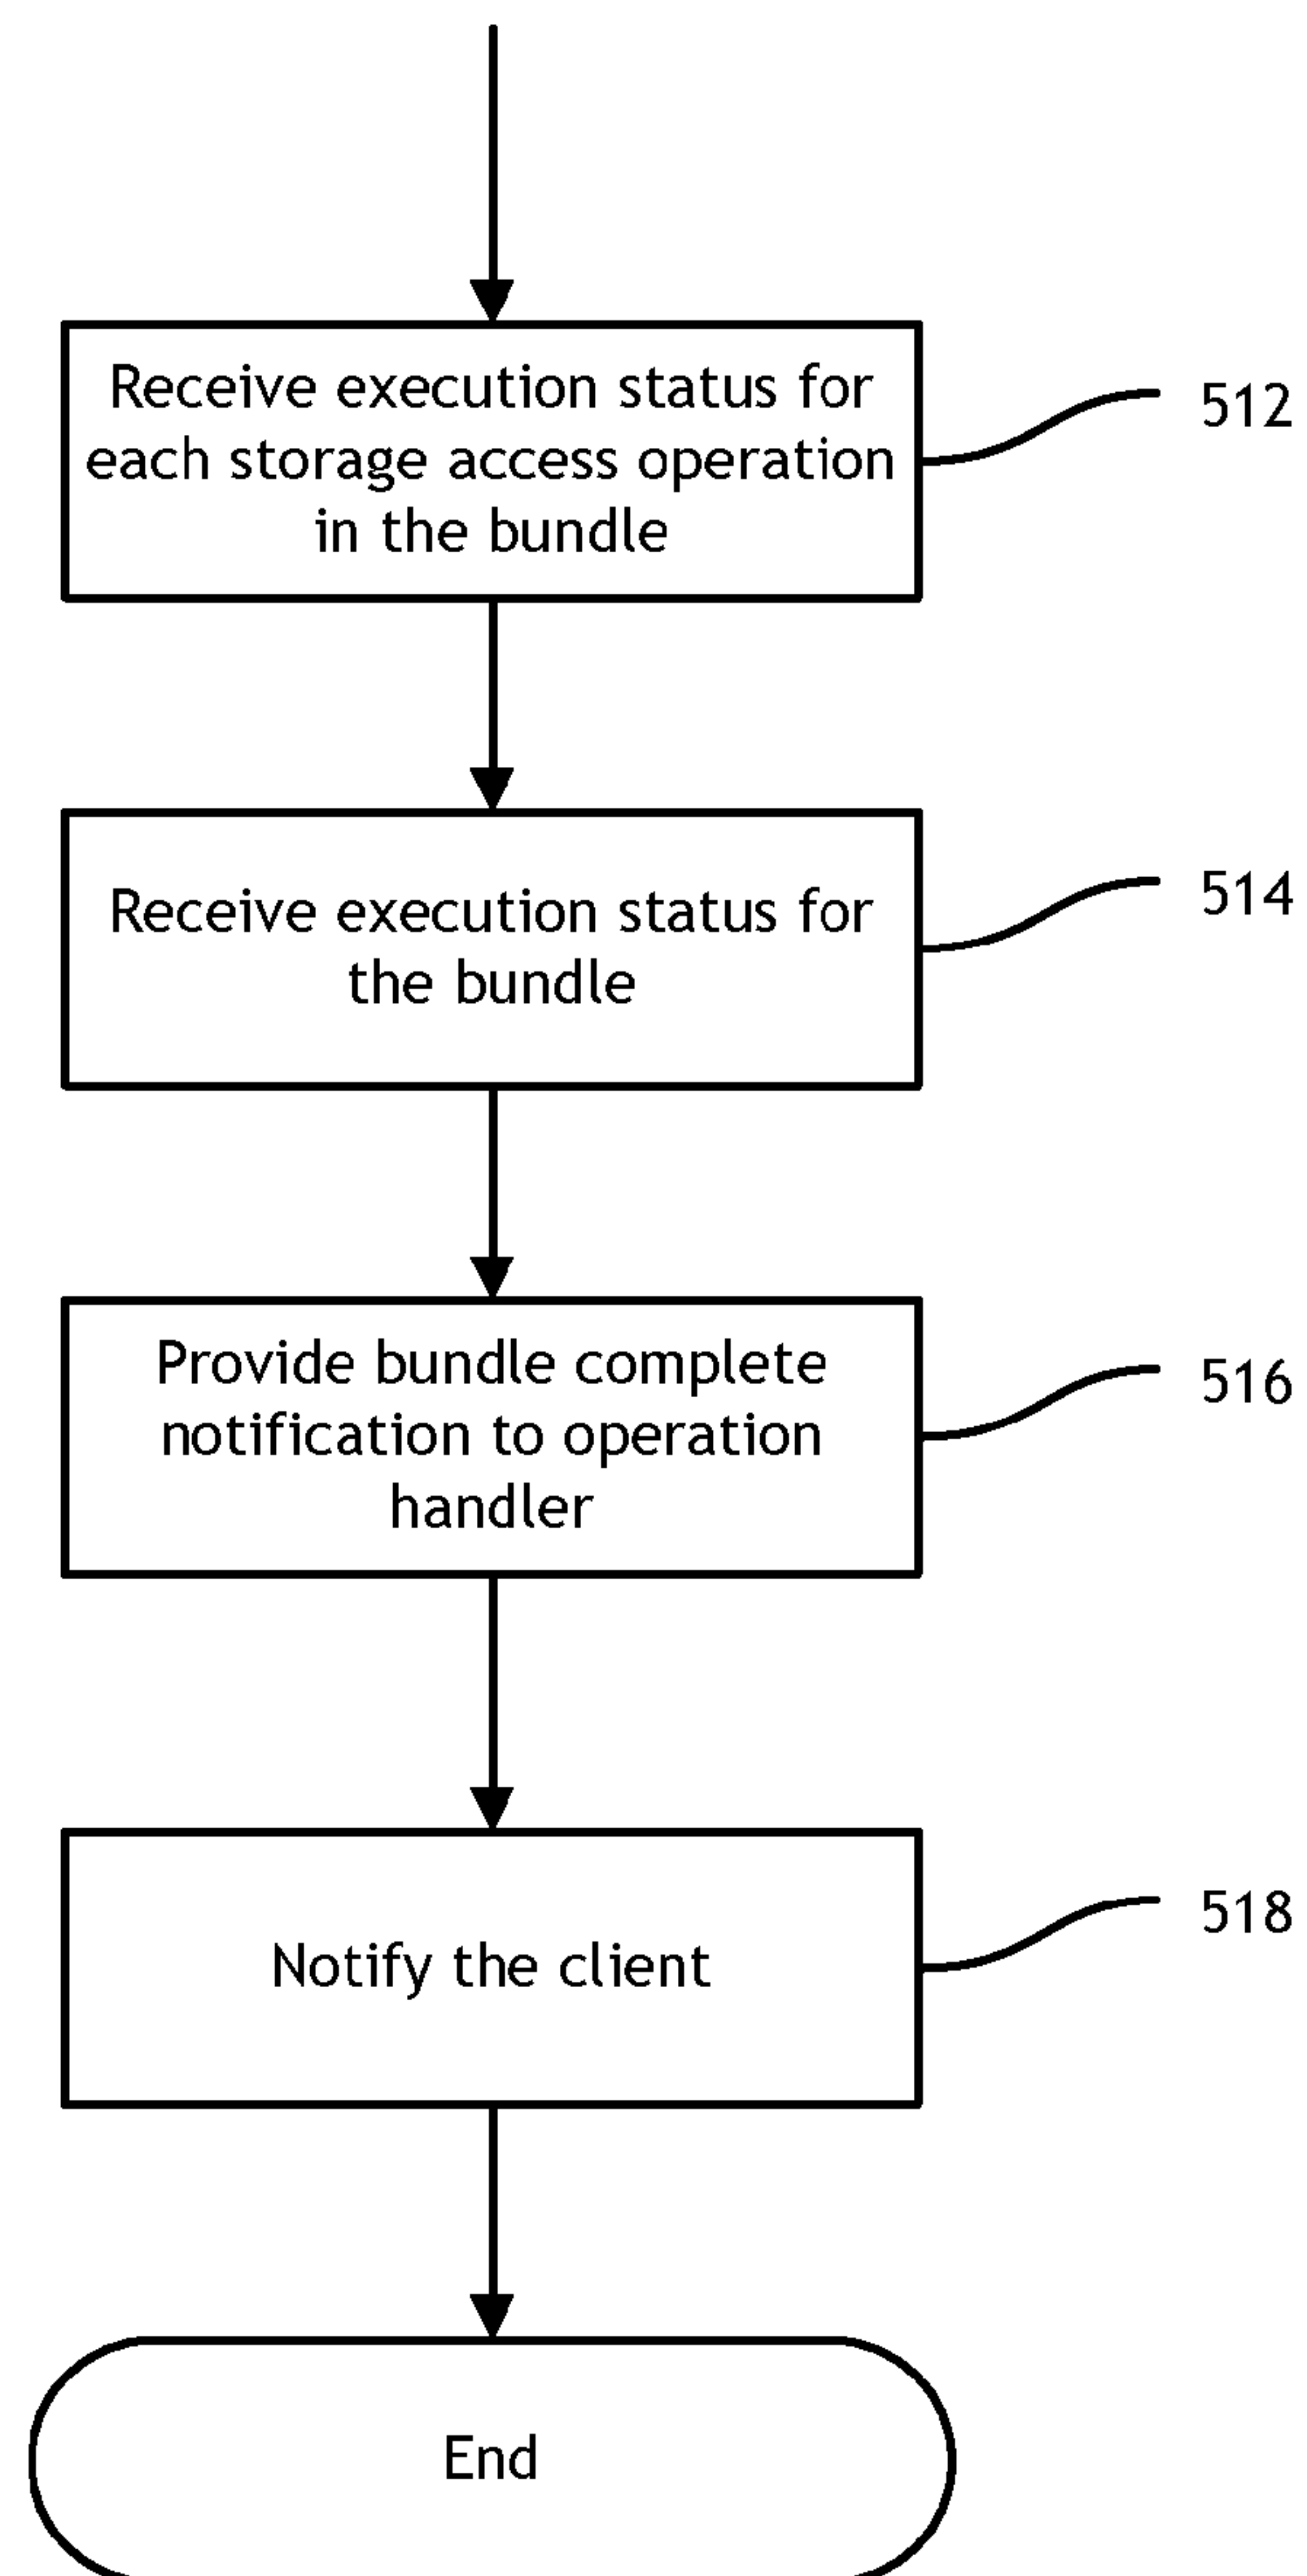 Receive execution status for
each storage access operation
in the bundle
512
Receive execution status for
the bundle
514
Provide bundle complete
notification to operation
handler
516
Notify the client
518
End